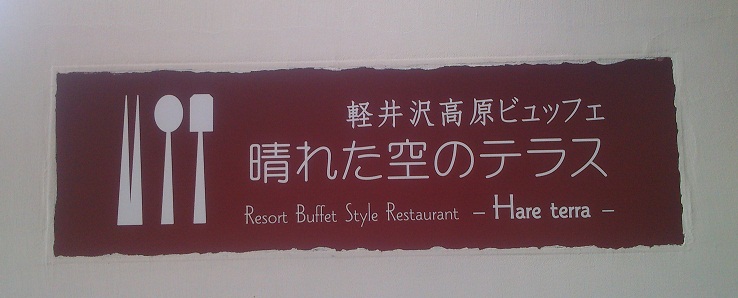 軽井沢高原ビュッフェ
晴れた空のテラス
Resort Buffet Style Restaurant – Hare terra –